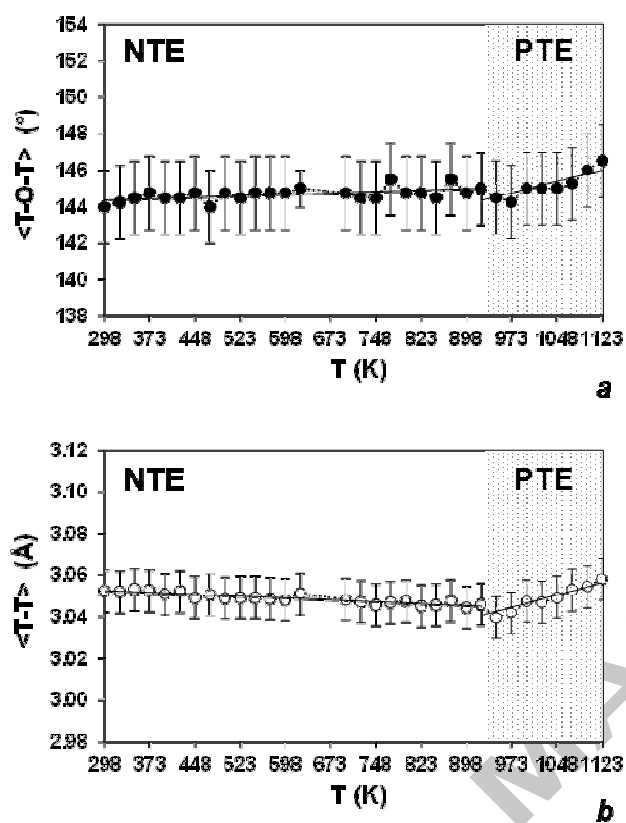 154
152
150
148
146
144
142
140
138
<T-O-T> (°)
NTE
PTE
298 373 448 523 598 673 748 823 898 973 1048 1123
T (K)
a
3.12
3.10
3.08
3.06
3.04
3.02
3.00
2.98
<T-T> (Å)
NTE
PTE
298 373 448 523 598 673 748 823 898 973 1048 1123
T (K)
b
MA